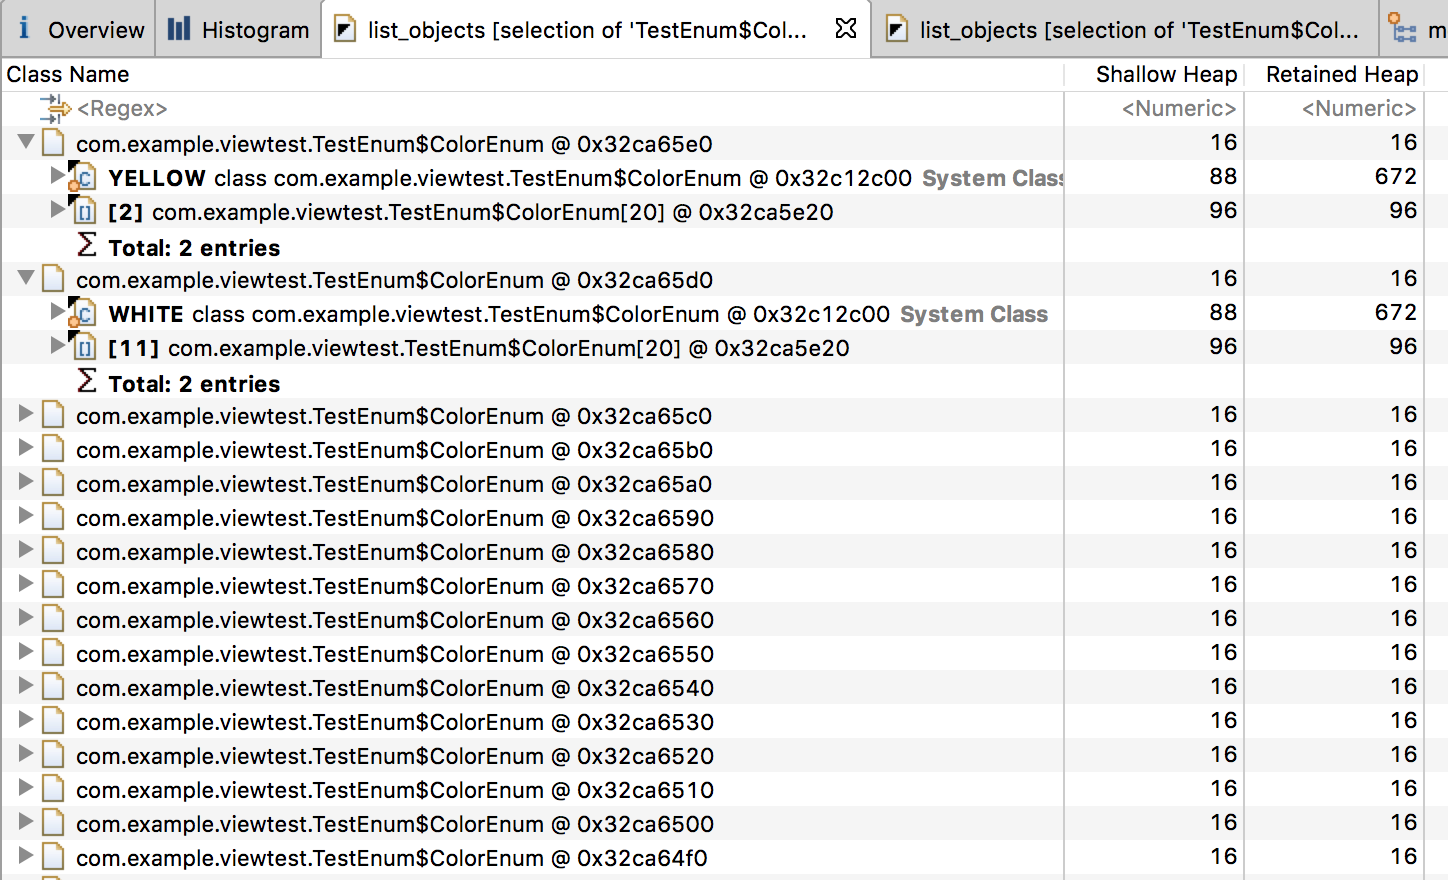 Overview Histogram list_objects [selection of 'TestEnum$Col... list_objects [selection of 'TestEnum$Col... m
Class Name Shallow Heap Retained Heap
<Regex> <Numeric> <Numeric>
com.example.viewtest.TestEnum$ColorEnum @ 0x32ca65e0 16 16
YELLOW class com.example.viewtest.TestEnum$ColorEnum @ 0x32c12c00 System Class 88 672
[2] com.example.viewtest.TestEnum$ColorEnum[20] @ 0x32ca5e20 96 96
Σ Total: 2 entries
com.example.viewtest.TestEnum$ColorEnum @ 0x32ca65d0 16 16
WHITE class com.example.viewtest.TestEnum$ColorEnum @ 0x32c12c00 System Class 88 672
[11] com.example.viewtest.TestEnum$ColorEnum[20] @ 0x32ca5e20 96 96
Σ Total: 2 entries
com.example.viewtest.TestEnum$ColorEnum @ 0x32ca65c0 16 16
com.example.viewtest.TestEnum$ColorEnum @ 0x32ca65b0 16 16
com.example.viewtest.TestEnum$ColorEnum @ 0x32ca65a0 16 16
com.example.viewtest.TestEnum$ColorEnum @ 0x32ca6590 16 16
com.example.viewtest.TestEnum$ColorEnum @ 0x32ca6580 16 16
com.example.viewtest.TestEnum$ColorEnum @ 0x32ca6570 16 16
com.example.viewtest.TestEnum$ColorEnum @ 0x32ca6560 16 16
com.example.viewtest.TestEnum$ColorEnum @ 0x32ca6550 16 16
com.example.viewtest.TestEnum$ColorEnum @ 0x32ca6540 16 16
com.example.viewtest.TestEnum$ColorEnum @ 0x32ca6530 16 16
com.example.viewtest.TestEnum$ColorEnum @ 0x32ca6520 16 16
com.example.viewtest.TestEnum$ColorEnum @ 0x32ca6510 16 16
com.example.viewtest.TestEnum$ColorEnum @ 0x32ca6500 16 16
com.example.viewtest.TestEnum$ColorEnum @ 0x32ca64f0 16 16